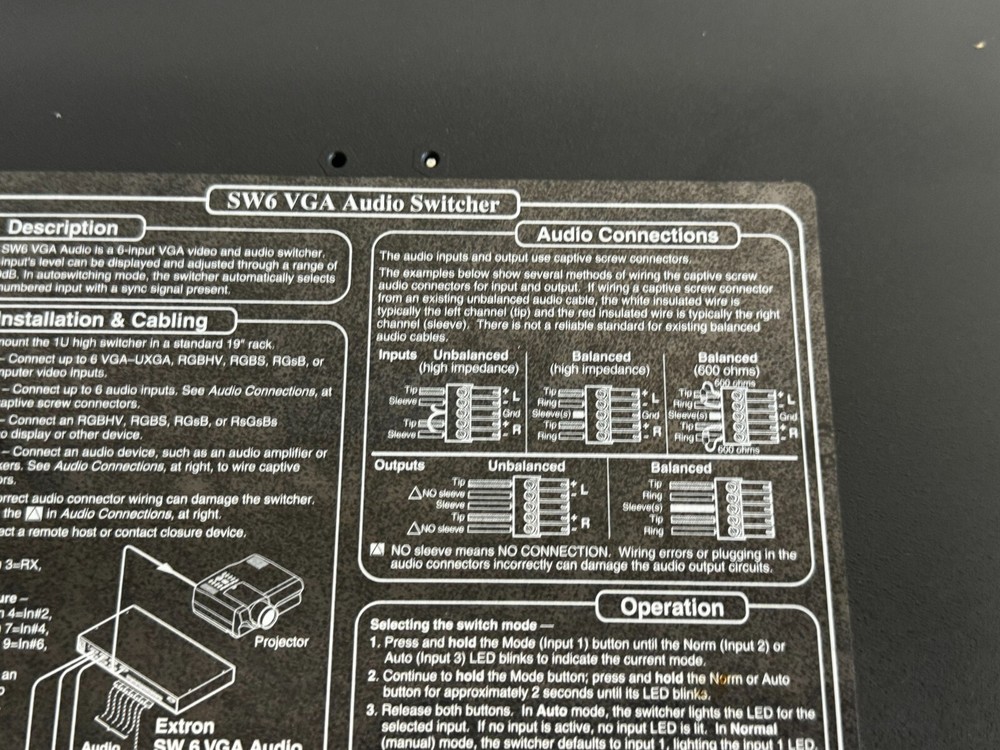 SW6 VGA Audio Switcher
Description
SW6 VGA Audio is a 6-input VGA video and audio switcher.
input's level can be displayed and adjusted through a range of
dB. In autoswitching mode, the switcher automatically selects
numbered input with a sync signal present.
Installation & Cabling
mount the 1U high switcher in a standard 19" rack.
– Connect up to 6 VGA–UXGA, RGBHV, RGBS, RGsB, or
mputer video inputs.
– Connect up to 6 audio inputs. See Audio Connections, at
captive screw connectors.
– Connect an RGBHV, RGBS, RGsB, or RsGsBs
o display or other device.
– Connect an audio device, such as an audio amplifier or
kers. See Audio Connections, at right, to wire captive
ors.
orrect audio connector wiring can damage the switcher.
the in Audio Connections, at right.
ect a remote host or contact closure device.
3=RX,
ure –
4=In#2,
7=In#4,
9=In#6,
an
Projector
Extron
SW 6 VGA Audio
Audio
Audio Connections
The audio inputs and output use captive screw connectors.
The examples below show several methods of wiring the captive screw
audio connectors for input and output. If wiring a captive screw connector
from an existing unbalanced audio cable, the white insulated wire is
typically the left channel (tip) and the red insulated wire is typically the right
channel (sleeve). There is not a reliable standard for existing balanced
audio cables.
Inputs Unbalanced Balanced Balanced
(high impedance) (high impedance) (600 ohms)
600 ohms
Tip Tip Tip
Sleeve Ring Ring
Sleeve(s) Sleeve(s)
Tip Tip Tip
Sleeve Ring Ring
+ L + L + L
Gnd Gnd Gnd
+ R + R + R
600 ohms
Outputs Unbalanced Balanced
Tip Tip
NO sleeve Ring
Sleeve Sleeve(s)
Tip Tip
NO sleeve Ring
+ L
+ R
NO sleeve means NO CONNECTION. Wiring errors or plugging in the
audio connectors incorrectly can damage the audio output circuits.
Operation
Selecting the switch mode —
1. Press and hold the Mode (Input 1) button until the Norm (Input 2) or
Auto (Input 3) LED blinks to indicate the current mode.
2. Continue to hold the Mode button; press and hold the Norm or Auto
button for approximately 2 seconds until its LED blinks.
3. Release both buttons. In Auto mode, the switcher lights the LED for the
selected input. If no input is active, no input LED is lit. In Normal
(manual) mode, the switcher defaults to input 1, lighting the input 1 LED.